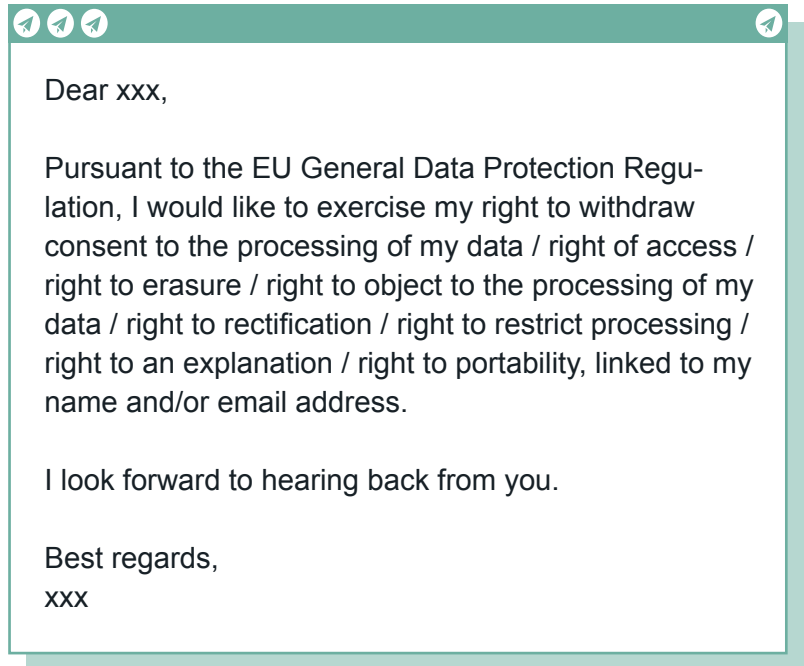 Dear xxx,
Pursuant to the EU General Data Protection Regu-
lation, I would like to exercise my right to withdraw
consent to the processing of my data / right of access /
right to erasure / right to object to the processing of my
data / right to rectification / right to restrict processing /
right to an explanation / right to portability, linked to my
name and/or email address.
I look forward to hearing back from you.
Best regards,
xxx